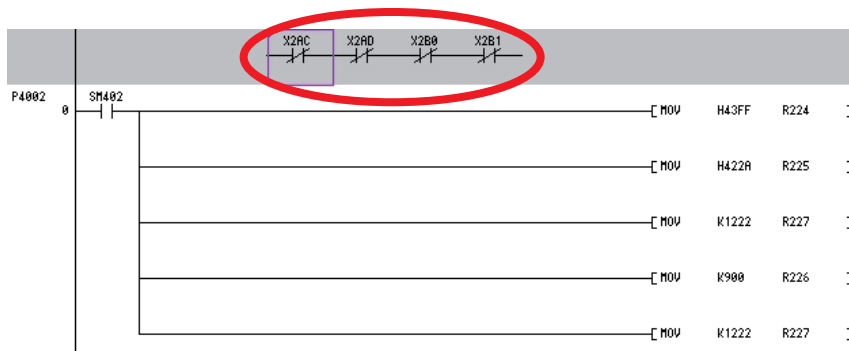 X2AC X2AD X2B0 X2B1
P4002 SM402
0 [ MOV H43FF R224 ]
[ MOV H422A R225 ]
[ MOV K1222 R227 ]
[ MOV K900 R226 ]
[ MOV K1222 R227 ]